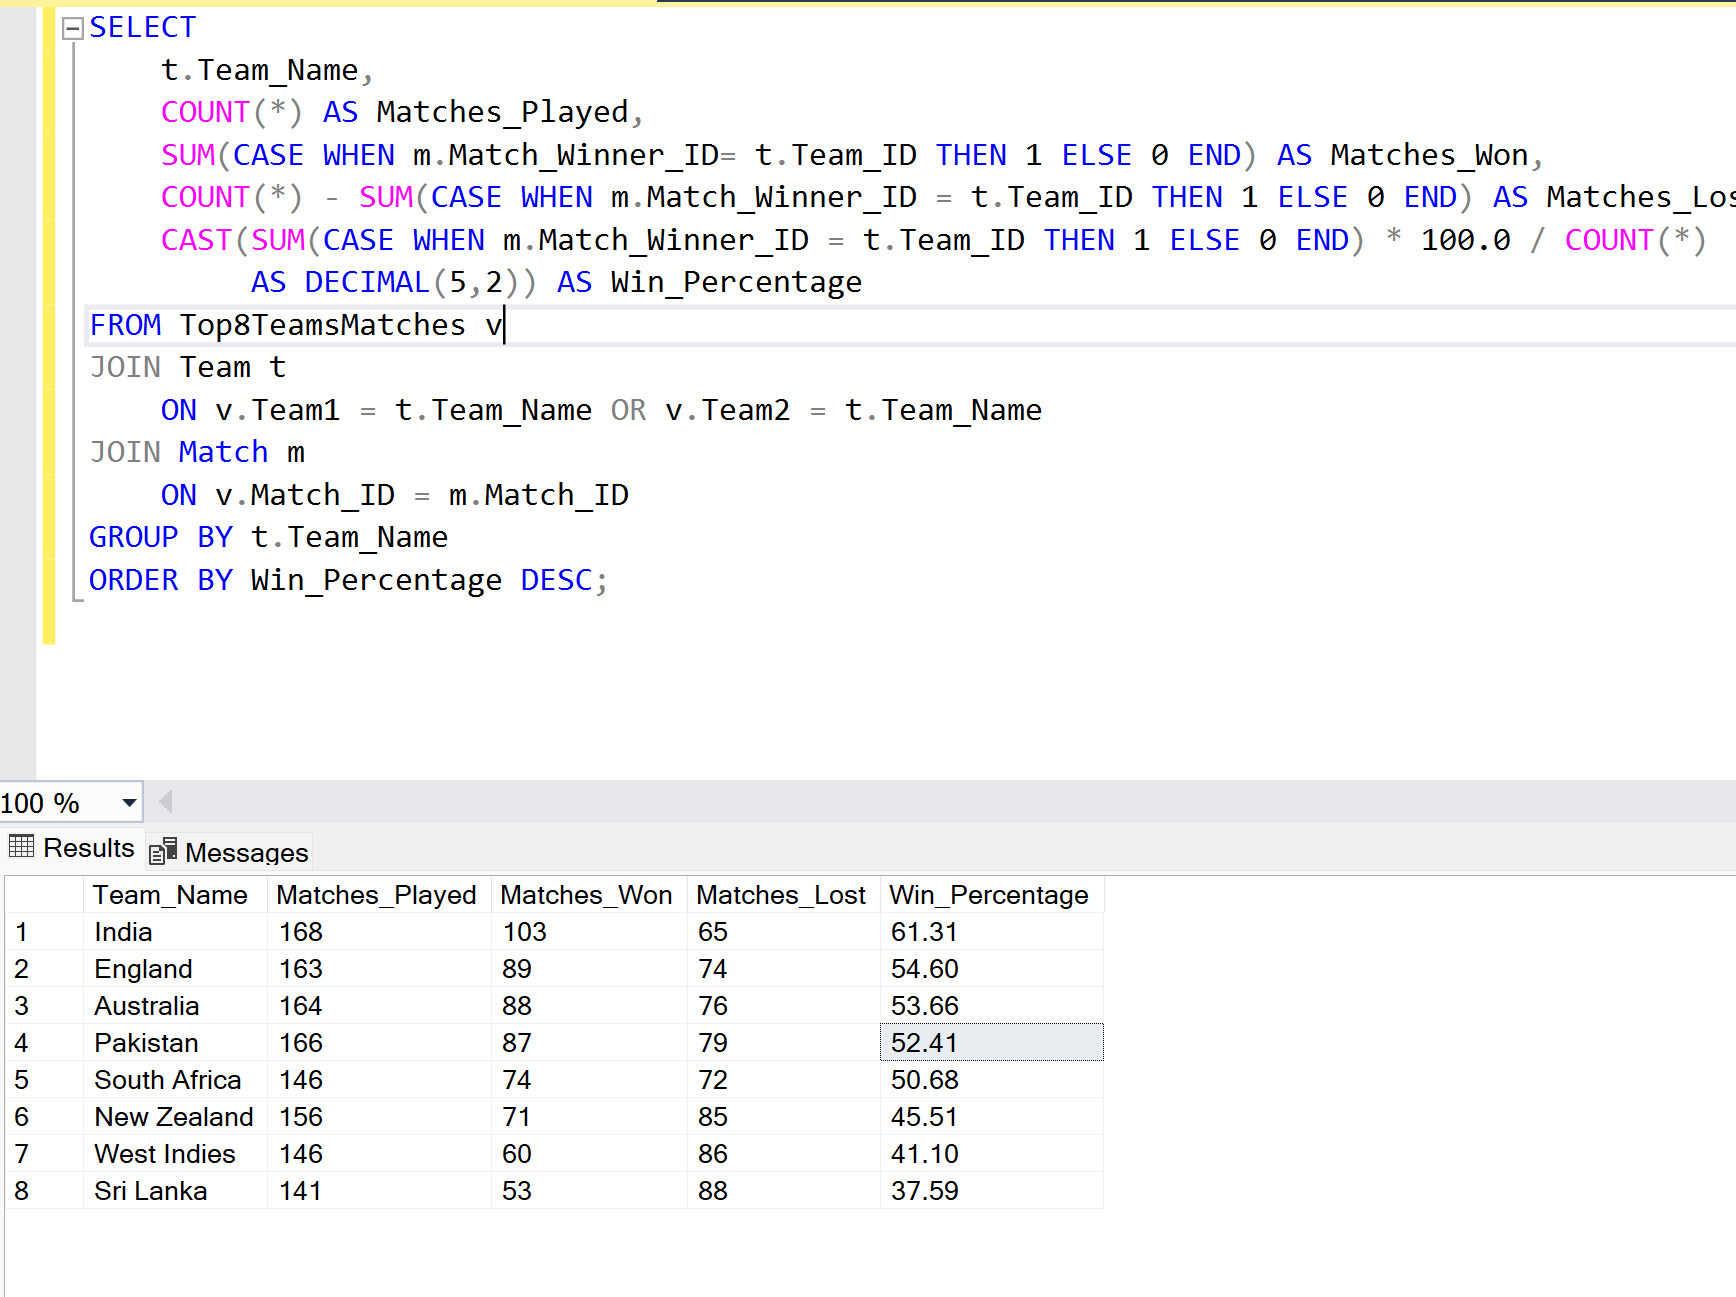 SELECT
t.Team_Name,
COUNT(*) AS Matches_Played,
SUM(CASE WHEN m.Match_Winner_ID= t.Team_ID THEN 1 ELSE 0 END) AS Matches_Won,
COUNT(*) - SUM(CASE WHEN m.Match_Winner_ID = t.Team_ID THEN 1 ELSE 0 END) AS Matches_Los
CAST(SUM(CASE WHEN m.Match_Winner_ID = t.Team_ID THEN 1 ELSE 0 END) * 100.0 / COUNT(*)
AS DECIMAL(5,2)) AS Win_Percentage
FROM Top8TeamsMatches v
JOIN Team t
ON v.Team1 = t.Team_Name OR v.Team2 = t.Team_Name
JOIN Match m
ON v.Match_ID = m.Match_ID
GROUP BY t.Team_Name
ORDER BY Win_Percentage DESC;
100 %
Results Messages
Team_Name Matches_Played Matches_Won Matches_Lost Win_Percentage
1 India 168 103 65 61.31
2 England 163 89 74 54.60
3 Australia 164 88 76 53.66
4 Pakistan 166 87 79 52.41
5 South Africa 146 74 72 50.68
6 New Zealand 156 71 85 45.51
7 West Indies 146 60 86 41.10
8 Sri Lanka 141 53 88 37.59